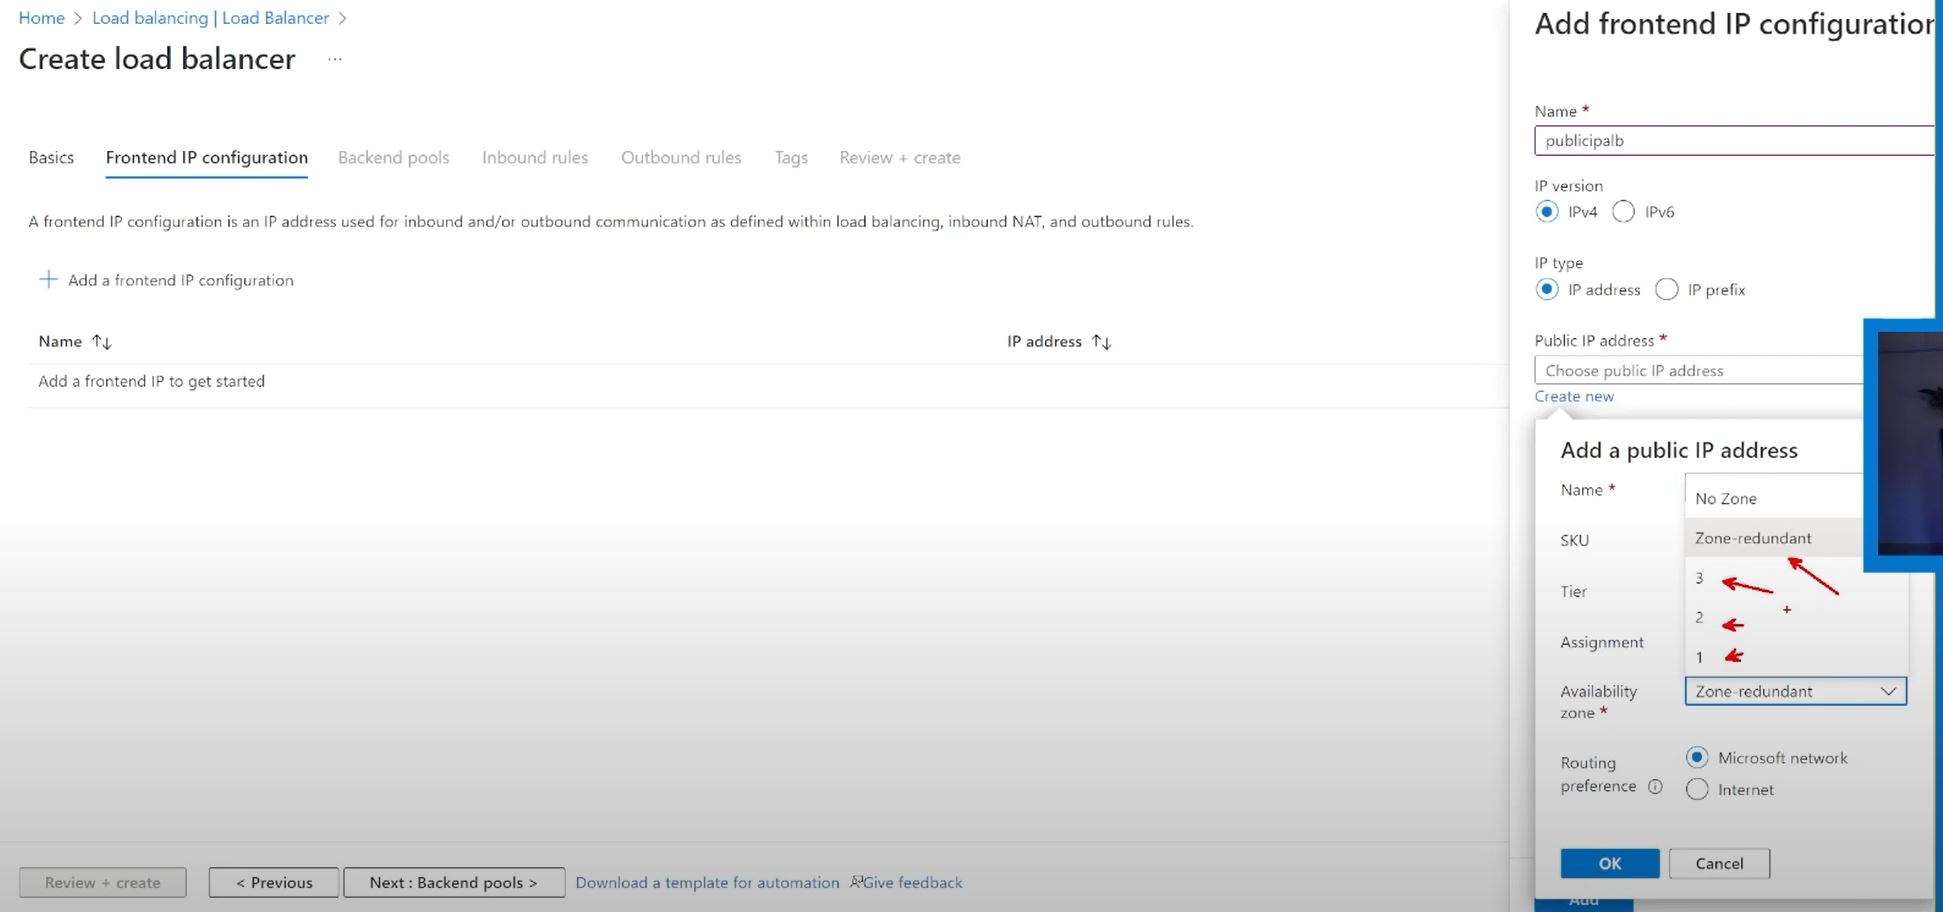 Home > Load balancing | Load Balancer >
Create load balancer ...
Basics Frontend IP configuration Backend pools Inbound rules Outbound rules Tags Review + create
A frontend IP configuration is an IP address used for inbound and/or outbound communication as defined within load balancing, inbound NAT, and outbound rules.
+ Add a frontend IP configuration
Name ↑↓ IP address ↑↓
Add a frontend IP to get started
Review + create < Previous Next : Backend pools > Download a template for automation Give feedback
Add frontend IP configuration
Name *
publicipalb
IP version
IPv4 IPv6
IP type
IP address IP prefix
Public IP address *
Choose public IP address
Create new
Add a public IP address
Name *
No Zone
SKU
Zone-redundant
3
Tier
2
Assignment
1
Availability
zone *
Zone-redundant
Routing
preference
Microsoft network
Internet
OK Cancel
Add